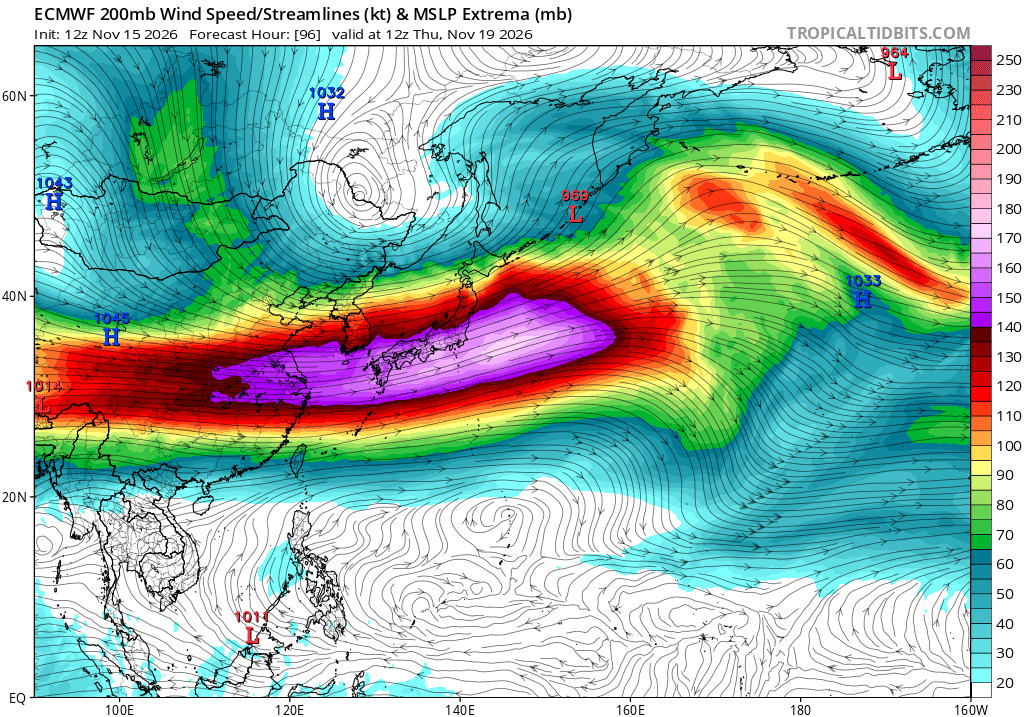 ECMWF 200mb Wind Speed/Streamlines (kt) & MSLP Extrema (mb)
Init: 12z Nov 15 2026 Forecast Hour: [96] valid at 12z Thu, Nov 19 2026
TROPICALTIDBITS.COM
964
L
250
60N
1032
H
230
210
200
1043
H
969
L
190
180
170
160
40N
1033
H
150
1045
H
140
130
1014
L
120
110
100
90
20N
80
70
60
50
1011
L
40
30
20
EQ
100E
120E
140E
160E
180
160W